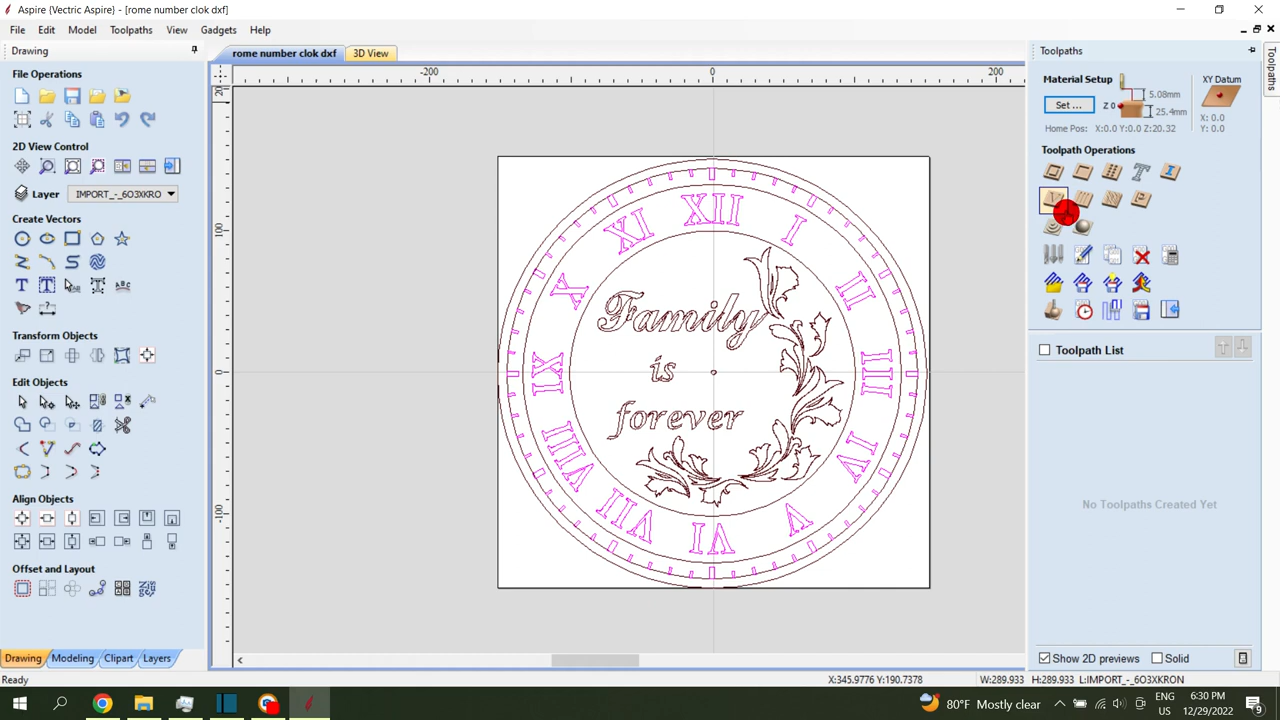 Aspire (Vectric Aspire) - [rome number clok dxf]
File Edit Model Toolpaths View Gadgets Help
Drawing
rome number clok dxf
3D View
Toolpaths
File Operations
2D View Control
Layer
IMPORT_-_6O3XKRON
Create Vectors
Transform Objects
Edit Objects
Align Objects
Offset and Layout
Drawing Modeling Clipart Layers
-200 0 200
100
0
-100
XII
I
II
III
IIII
IV
V
VI
VII
VIII
IX
X
XI
Family
is
forever
Material Setup
Set ...
Z 0
5.08mm
25.4mm
XY Datum
X: 0.0
Y: 0.0
Home Pos: X:0.0 Y:0.0 Z:20.32
Toolpath Operations
Toolpath List
No Toolpaths Created Yet
Show 2D previews
Solid
Toolpaths
Ready
X:345.9776 Y:190.7378
W:289.933 H:289.933 L:IMPORT_-_6O3XKRON
80°F Mostly clear
ENG
US
6:30 PM
12/29/2022
9